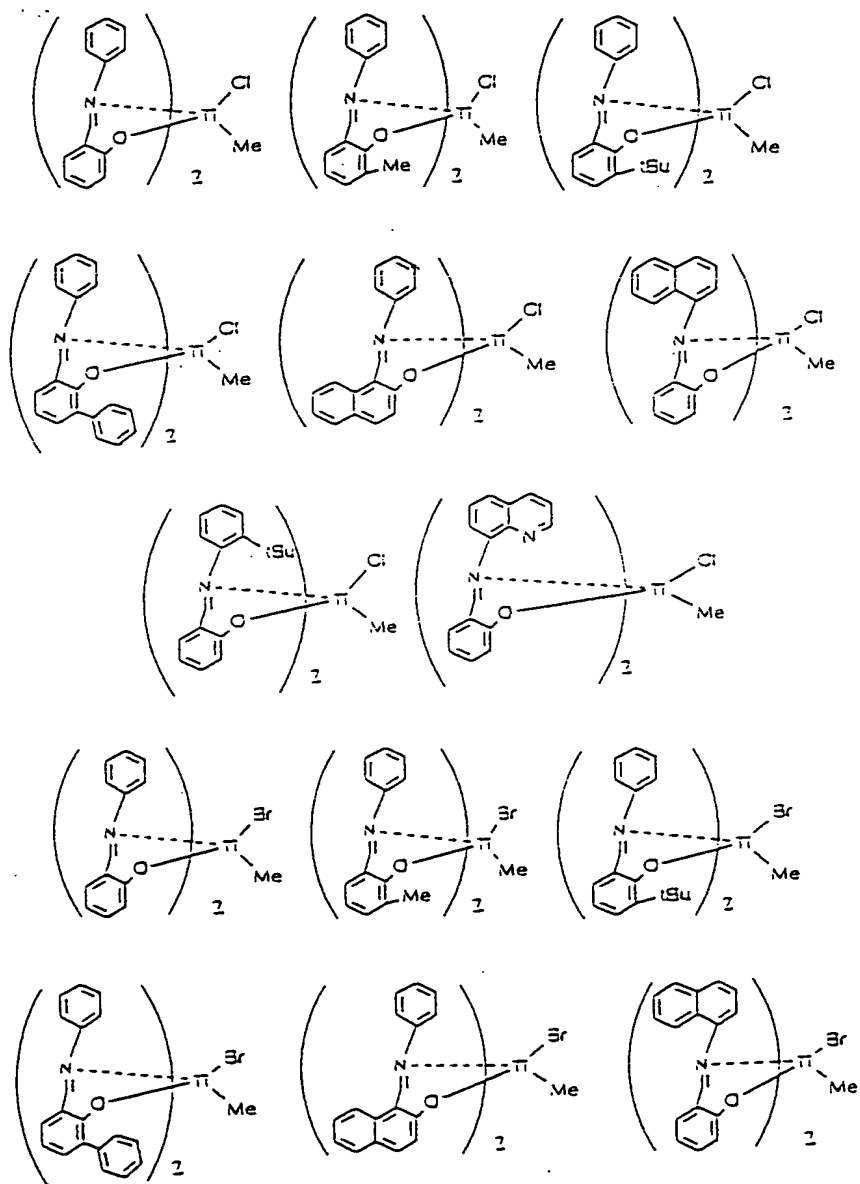 Cl Cl Cl
N Ti N Ti N Ti
O Me O Me O Me
Me tBu
2 2 2
Cl Cl Cl
N Ti N Ti N Ti
O Me O Me O Me
2 2 2
N
tBu Cl Cl
N Ti N Ti
O Me O Me
2 2
Br Br Br
N Ti N Ti N Ti
O Me O Me O Me
Me tBu
2 2 2
Br Br Br
N Ti N Ti N Ti
O Me O Me O Me
2 2 2